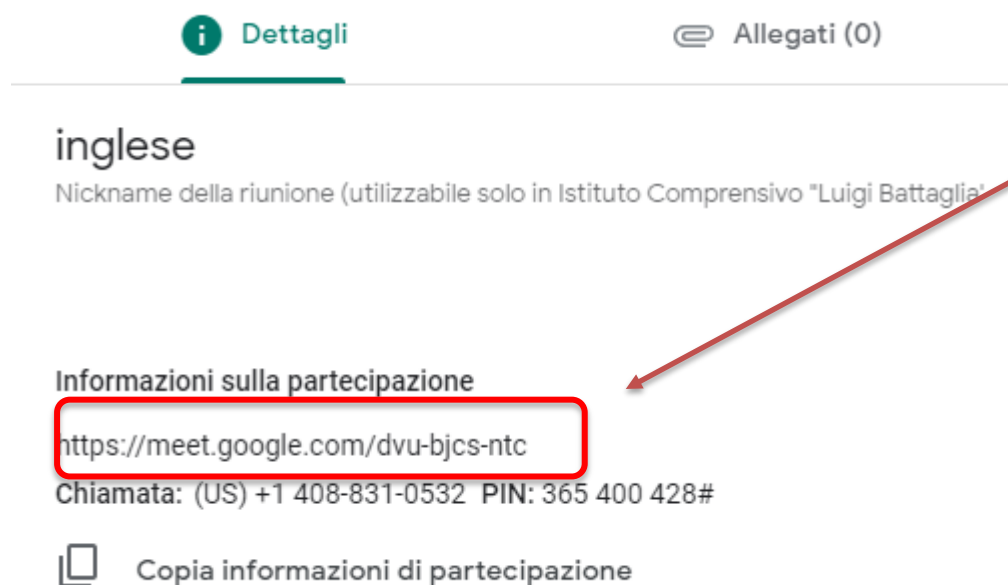 Dettagli
Allegati (0)
inglese
Nickname della riunione (utilizzabile solo in Istituto Comprensivo "Luigi Battaglia"
Informazioni sulla partecipazione
https://meet.google.com/dvu-bjcs-ntc
Chiamata: (US) +1 408-831-0532 PIN: 365 400 428#
Copia informazioni di partecipazione